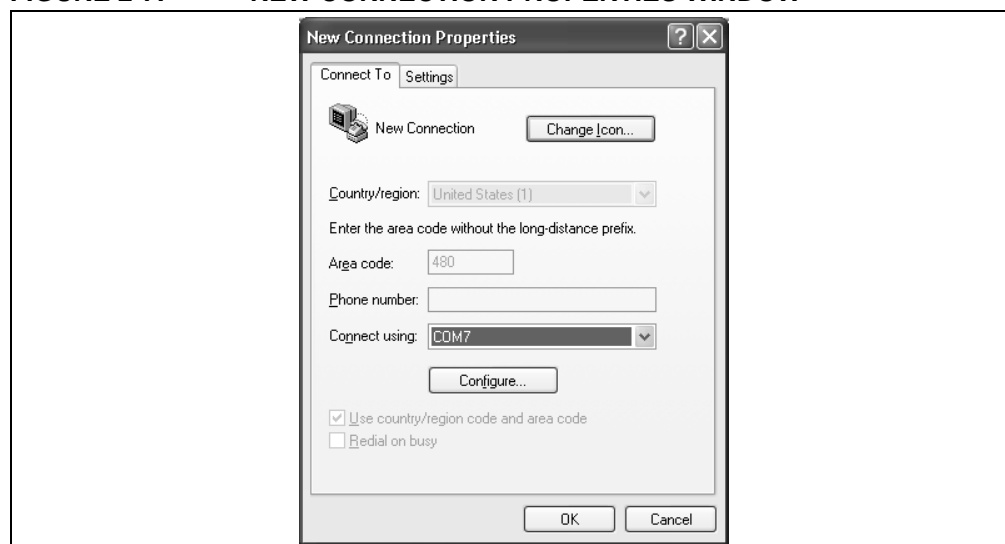 New Connection Properties
Connect To Settings
New Connection Change Icon...
Country/region: United States (1)
Enter the area code without the long-distance prefix.
Area code: 480
Phone number:
Connect using: COM7
Configure...
Use country/region code and area code
Redial on busy
OK Cancel